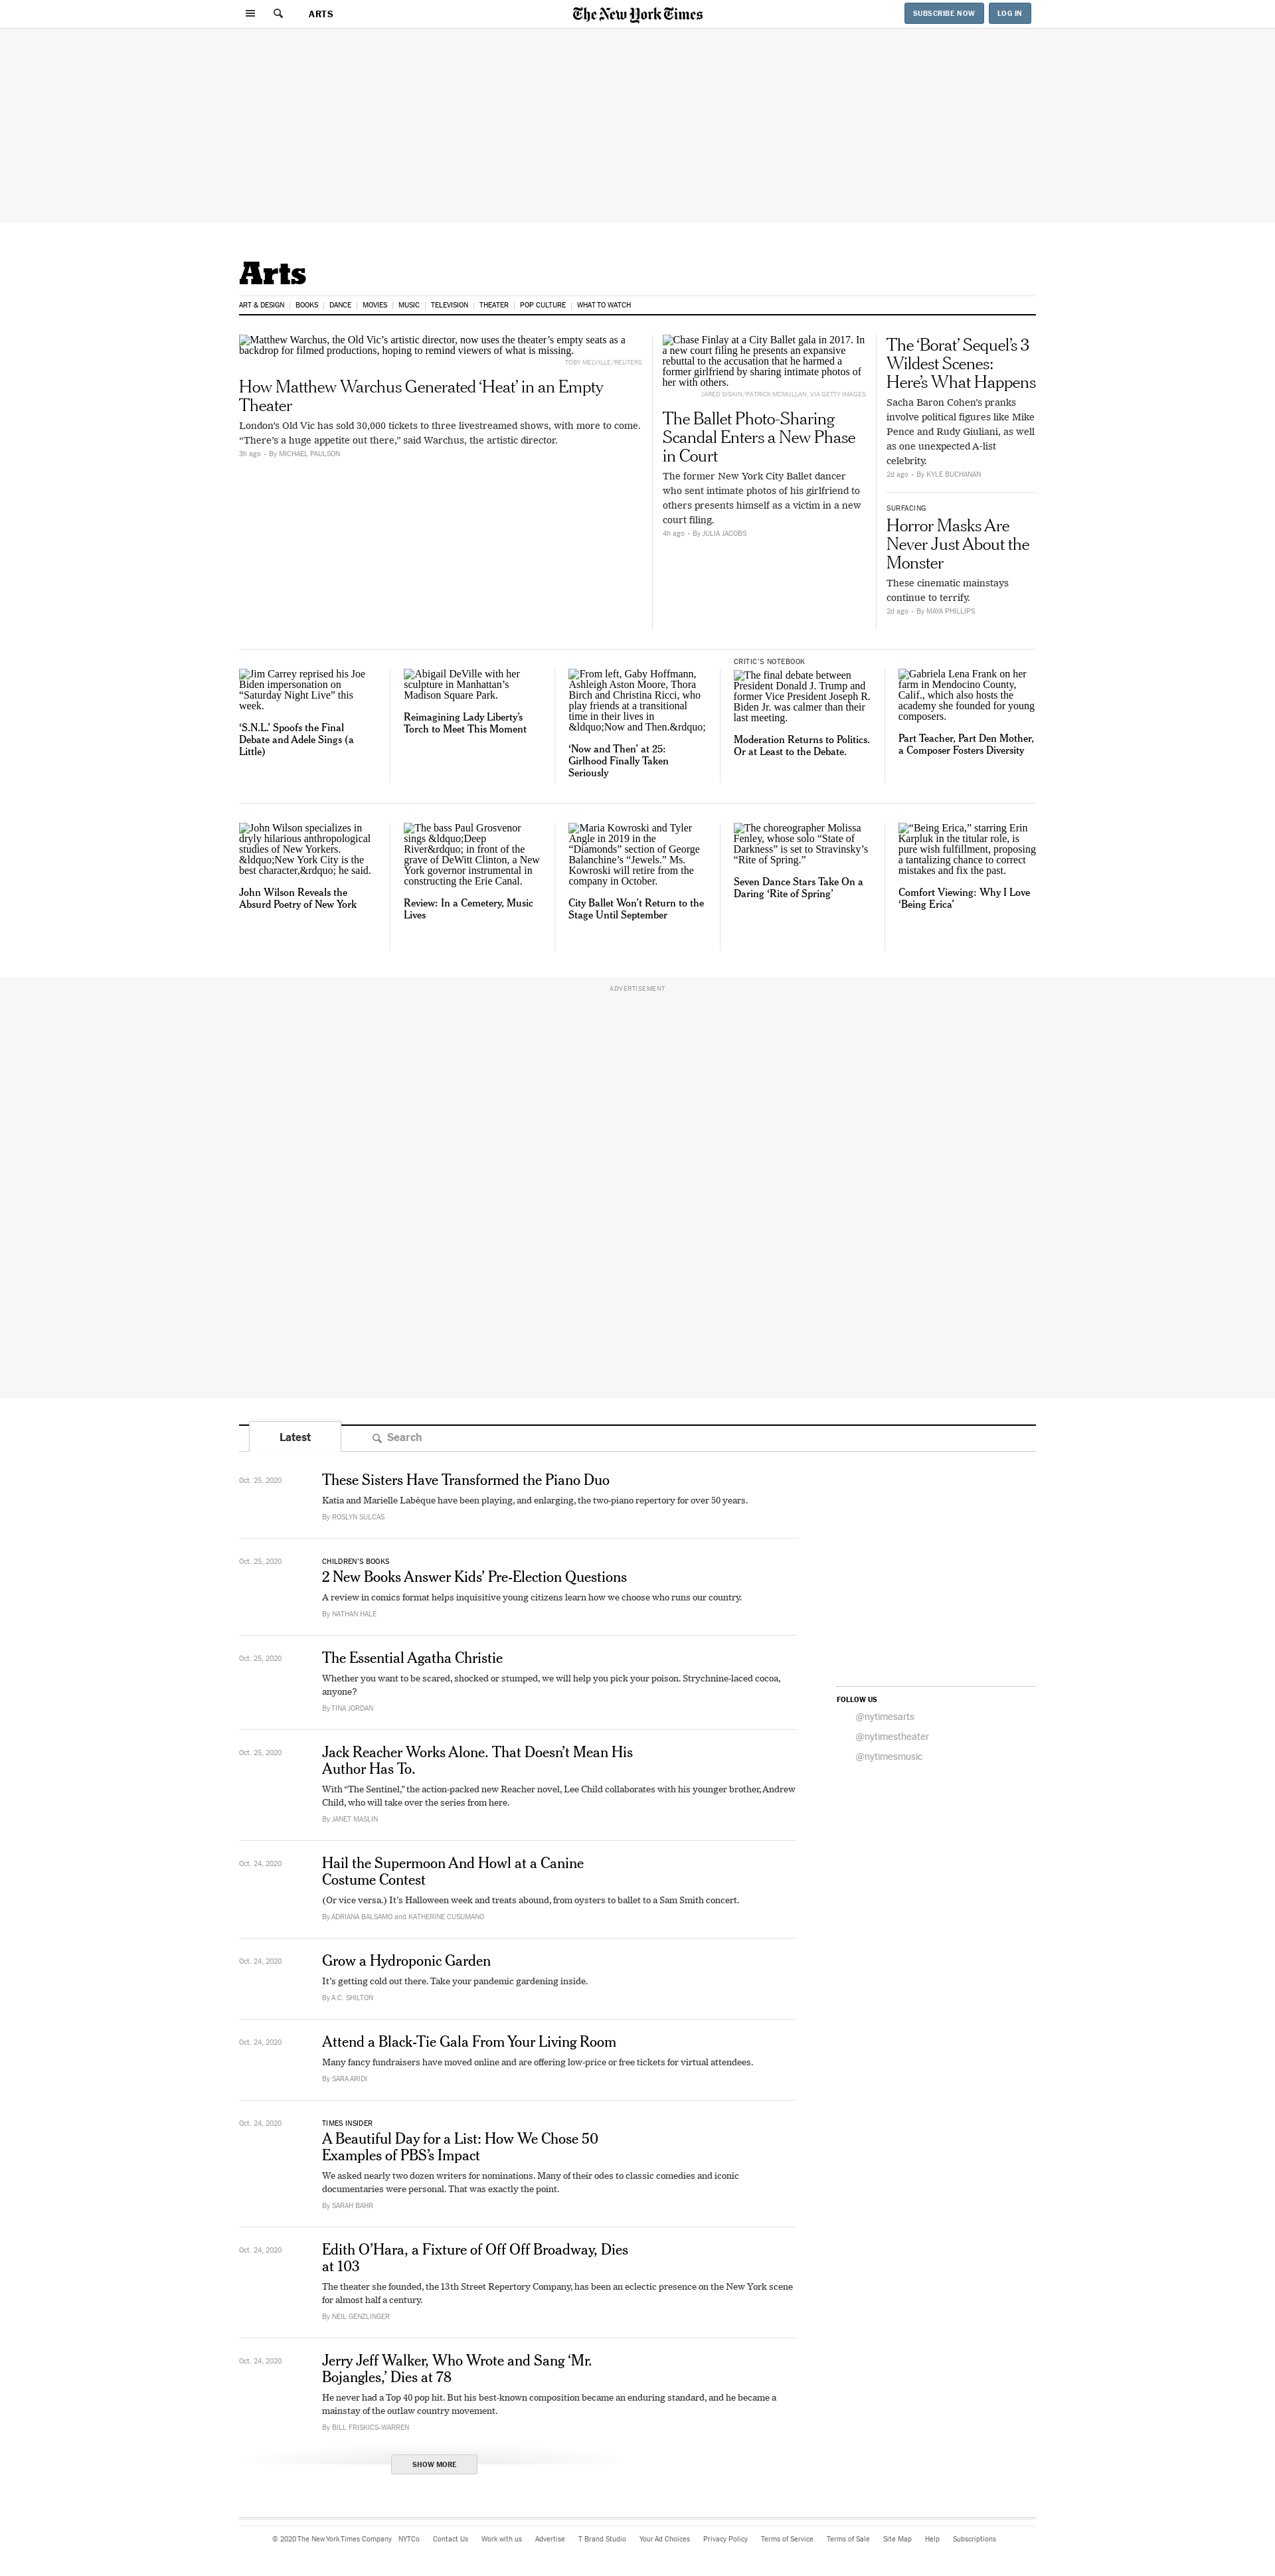 ARTS
The New York Times
SUBSCRIBE NOW
LOG IN
Arts
ART & DESIGN
BOOKS
DANCE
MOVIES
MUSIC
TELEVISION
THEATER
POP CULTURE
WHAT TO WATCH
Matthew Warchus, the Old Vic’s artistic director, now uses the theater’s empty seats as a
backdrop for filmed productions, hoping to remind viewers of what is missing.
TOBY MELVILLE/REUTERS
How Matthew Warchus Generated ‘Heat’ in an Empty
Theater
London’s Old Vic has sold 30,000 tickets to three livestreamed shows, with more to come.
“There’s a huge appetite out there,” said Warchus, the artistic director.
3h ago • By MICHAEL PAULSON
Chase Finlay at a City Ballet gala in 2017. In
a new court filing he presents an expansive
rebuttal to the accusation that he harmed a
former girlfriend by sharing intimate photos of
her with others.
JARED SISKIN/PATRICK MCMULLAN, VIA GETTY IMAGES
The Ballet Photo-Sharing
Scandal Enters a New Phase
in Court
The former New York City Ballet dancer
who sent intimate photos of his girlfriend to
others presents himself as a victim in a new
court filing.
4h ago • By JULIA JACOBS
The ‘Borat’ Sequel’s 3
Wildest Scenes:
Here’s What Happens
Sacha Baron Cohen’s pranks
involve political figures like Mike
Pence and Rudy Giuliani, as well
as one unexpected A-list
celebrity.
2d ago • By KYLE BUCHANAN
SURFACING
Horror Masks Are
Never Just About the
Monster
These cinematic mainstays
continue to terrify.
2d ago • By MAYA PHILLIPS
Jim Carrey reprised his Joe
Biden impersonation on
“Saturday Night Live” this
week.
‘S.N.L.’ Spoofs the Final
Debate and Adele Sings (a
Little)
Abigail DeVille with her
sculpture in Manhattan’s
Madison Square Park.
Reimagining Lady Liberty’s
Torch to Meet This Moment
From left, Gaby Hoffmann,
Ashleigh Aston Moore, Thora
Birch and Christina Ricci, who
play friends at a transitional
time in their lives in
&ldquo;Now and Then.&rdquo;
‘Now and Then’ at 25:
Girlhood Finally Taken
Seriously
CRITIC’S NOTEBOOK
The final debate between
President Donald J. Trump and
former Vice President Joseph R.
Biden Jr. was calmer than their
last meeting.
Moderation Returns to Politics.
Or at Least to the Debate.
Gabriela Lena Frank on her
farm in Mendocino County,
Calif., which also hosts the
academy she founded for young
composers.
Part Teacher, Part Den Mother,
a Composer Fosters Diversity
John Wilson specializes in
dryly hilarious anthropological
studies of New Yorkers.
&ldquo;New York City is the
best character,&rdquo; he said.
John Wilson Reveals the
Absurd Poetry of New York
The bass Paul Grosvenor
sings &ldquo;Deep
River&rdquo; in front of the
grave of DeWitt Clinton, a New
York governor instrumental in
constructing the Erie Canal.
Review: In a Cemetery, Music
Lives
Maria Kowroski and Tyler
Angle in 2019 in the
“Diamonds” section of George
Balanchine’s “Jewels.” Ms.
Kowroski will retire from the
company in October.
City Ballet Won’t Return to the
Stage Until September
The choreographer Molissa
Fenley, whose solo “State of
Darkness” is set to Stravinsky’s
“Rite of Spring.”
Seven Dance Stars Take On a
Daring ‘Rite of Spring’
“Being Erica,” starring Erin
Karpluk in the titular role, is
pure wish fulfillment, proposing
a tantalizing chance to correct
mistakes and fix the past.
Comfort Viewing: Why I Love
‘Being Erica’
ADVERTISEMENT
Latest
Search
Oct. 25, 2020
These Sisters Have Transformed the Piano Duo
Katia and Marielle Labèque have been playing, and enlarging, the two-piano repertory for over 50 years.
By ROSLYN SULCAS
Oct. 25, 2020
CHILDREN’S BOOKS
2 New Books Answer Kids’ Pre-Election Questions
A review in comics format helps inquisitive young citizens learn how we choose who runs our country.
By NATHAN HALE
Oct. 25, 2020
The Essential Agatha Christie
Whether you want to be scared, shocked or stumped, we will help you pick your poison. Strychnine-laced cocoa,
anyone?
By TINA JORDAN
FOLLOW US
@nytimesarts
@nytimestheater
@nytimesmusic
Oct. 25, 2020
Jack Reacher Works Alone. That Doesn’t Mean His
Author Has To.
With “The Sentinel,” the action-packed new Reacher novel, Lee Child collaborates with his younger brother, Andrew
Child, who will take over the series from here.
By JANET MASLIN
Oct. 24, 2020
Hail the Supermoon And Howl at a Canine
Costume Contest
(Or vice versa.) It’s Halloween week and treats abound, from oysters to ballet to a Sam Smith concert.
By ADRIANA BALSAMO and KATHERINE CUSUMANO
Oct. 24, 2020
Grow a Hydroponic Garden
It’s getting cold out there. Take your pandemic gardening inside.
By A.C. SHILTON
Oct. 24, 2020
Attend a Black-Tie Gala From Your Living Room
Many fancy fundraisers have moved online and are offering low-price or free tickets for virtual attendees.
By SARA ARIDI
Oct. 24, 2020
TIMES INSIDER
A Beautiful Day for a List: How We Chose 50
Examples of PBS’s Impact
We asked nearly two dozen writers for nominations. Many of their odes to classic comedies and iconic
documentaries were personal. That was exactly the point.
By SARAH BAHR
Oct. 24, 2020
Edith O’Hara, a Fixture of Off Off Broadway, Dies
at 103
The theater she founded, the 13th Street Repertory Company, has been an eclectic presence on the New York scene
for almost half a century.
By NEIL GENZLINGER
Oct. 24, 2020
Jerry Jeff Walker, Who Wrote and Sang ‘Mr.
Bojangles,’ Dies at 78
He never had a Top 40 pop hit. But his best-known composition became an enduring standard, and he became a
mainstay of the outlaw country movement.
By BILL FRISKICS-WARREN
SHOW MORE
© 2020 The New York Times Company
NYTCo
Contact Us
Work with us
Advertise
T Brand Studio
Your Ad Choices
Privacy Policy
Terms of Service
Terms of Sale
Site Map
Help
Subscriptions